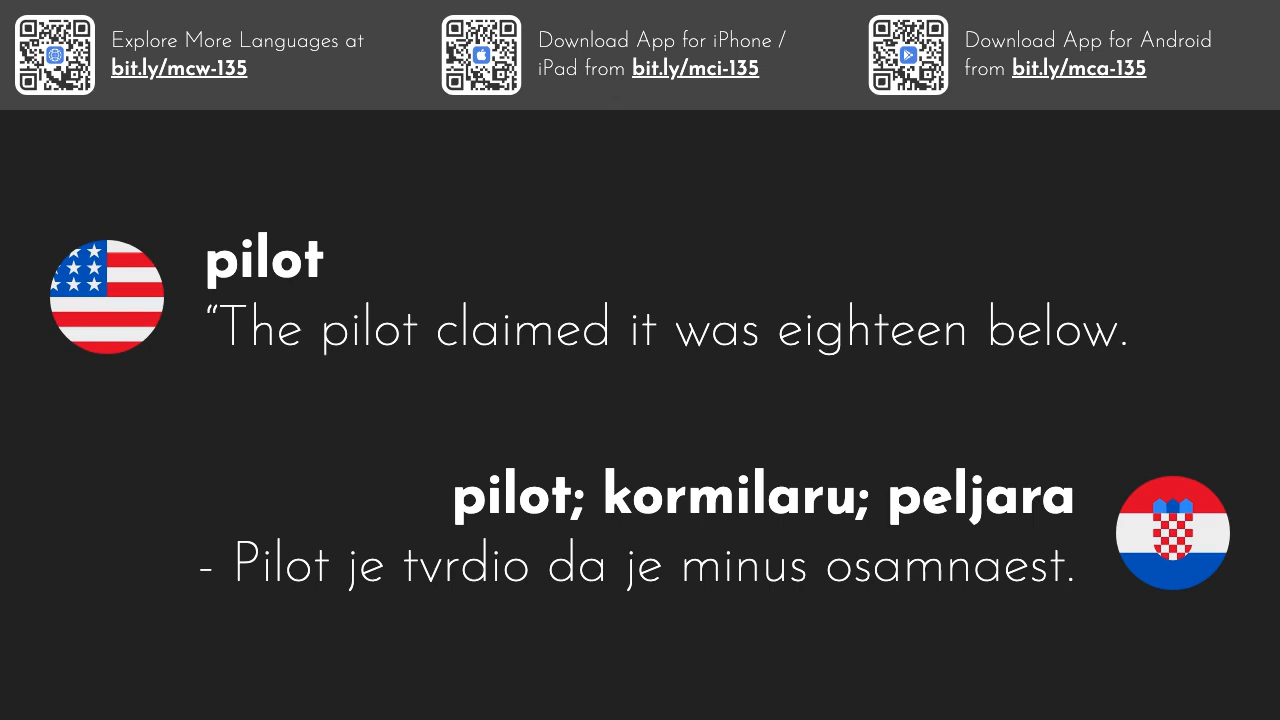 Explore More Languages at
bit.ly/mcw-135
Download App for iPhone /
iPad from bit.ly/mci-135
Download App for Android
from bit.ly/mca-135
pilot
“The pilot claimed it was eighteen below.
pilot; kormilaru; peljara
- Pilot je tvrdio da je minus osamnaest.